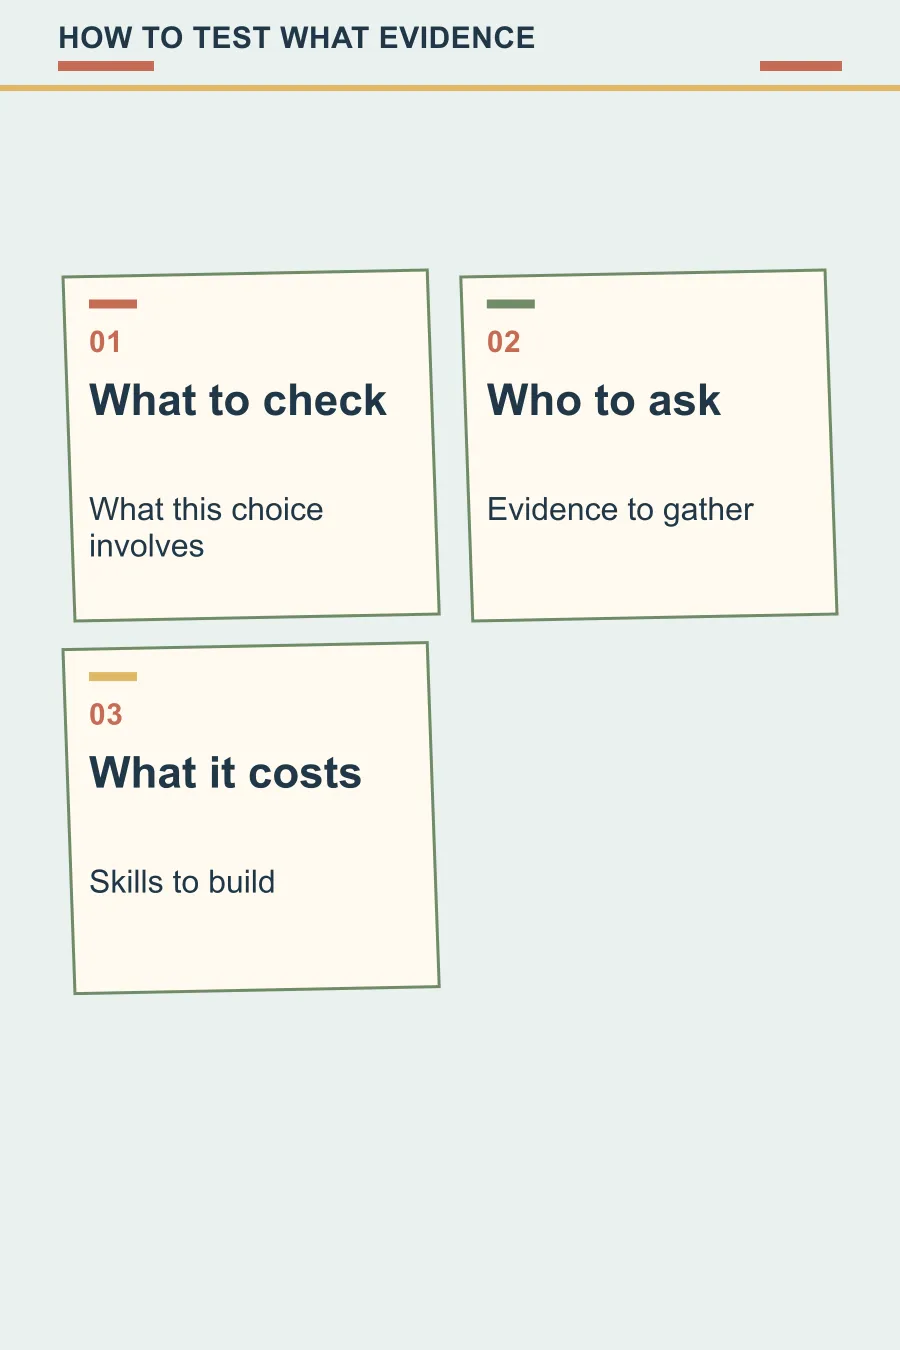 HOW TO TEST WHAT EVIDENCE
01
What to check
What this choice
involves
02
Who to ask
Evidence to gather
03
What it costs
Skills to build